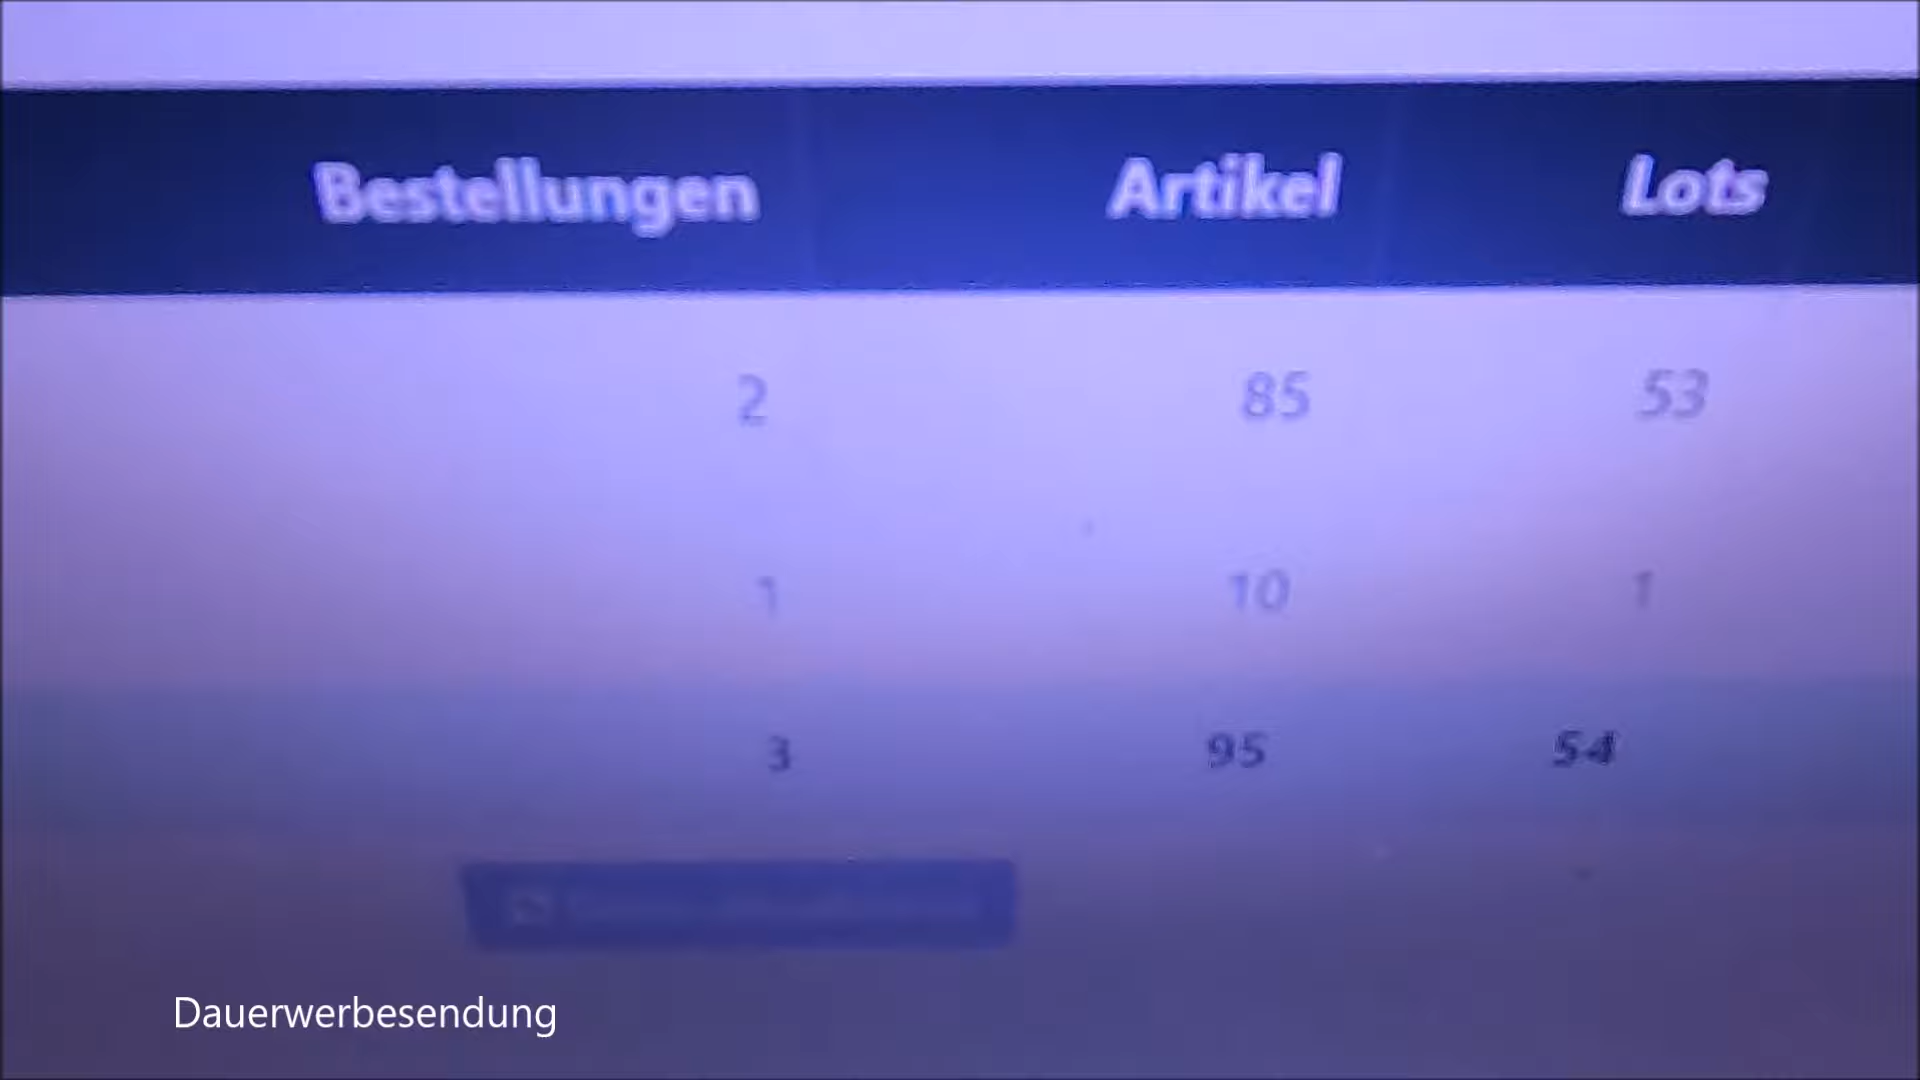 Bestellungen Artikel Lots
2 85 53
1 10 1
3 95 54
Dauerwerbesendung